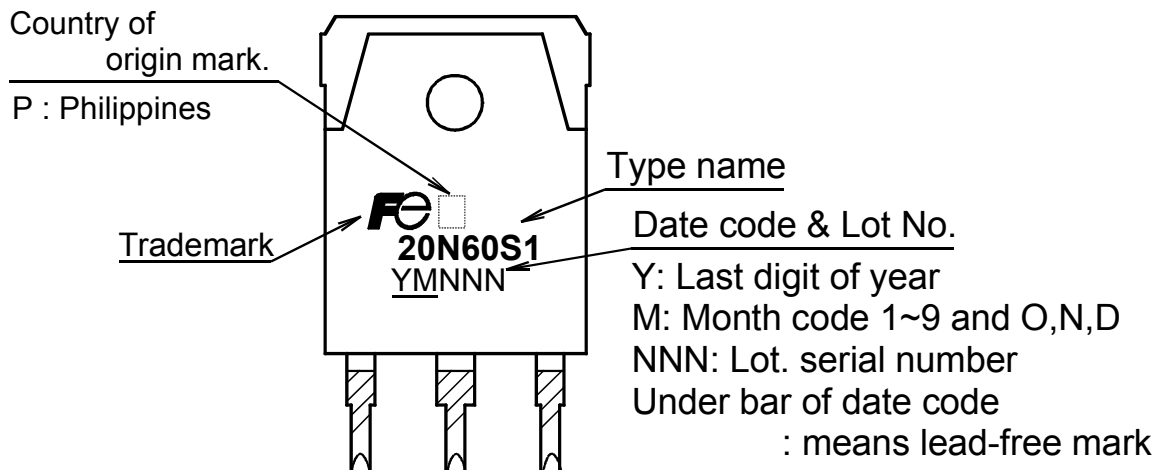 Country of
origin mark.
P : Philippines
Type name
Trademark
Fe
20N60S1
YMNNN
Date code & Lot No.
Y: Last digit of year
M: Month code 1~9 and O,N,D
NNN: Lot. serial number
Under bar of date code
: means lead-free mark